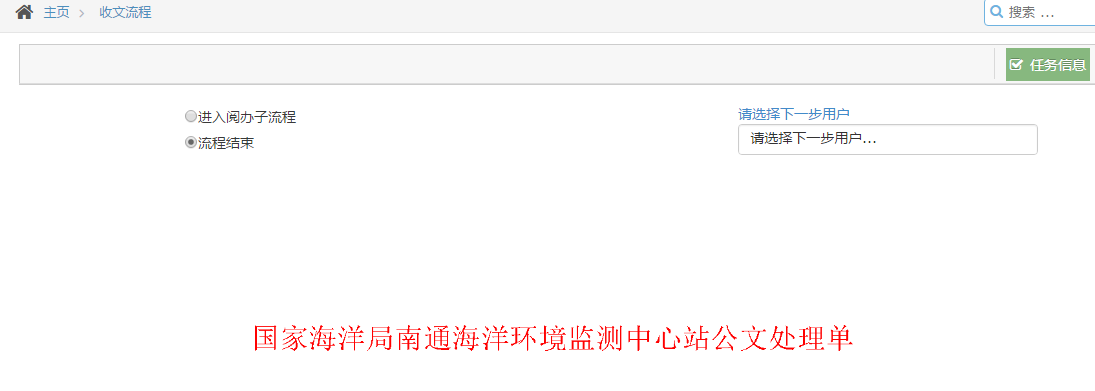 主页 收文流程 搜索 ...
任务信息
进入阅办子流程 请选择下一步用户
流程结束 请选择下一步用户...
国家海洋局南通海洋环境监测中心站公文处理单